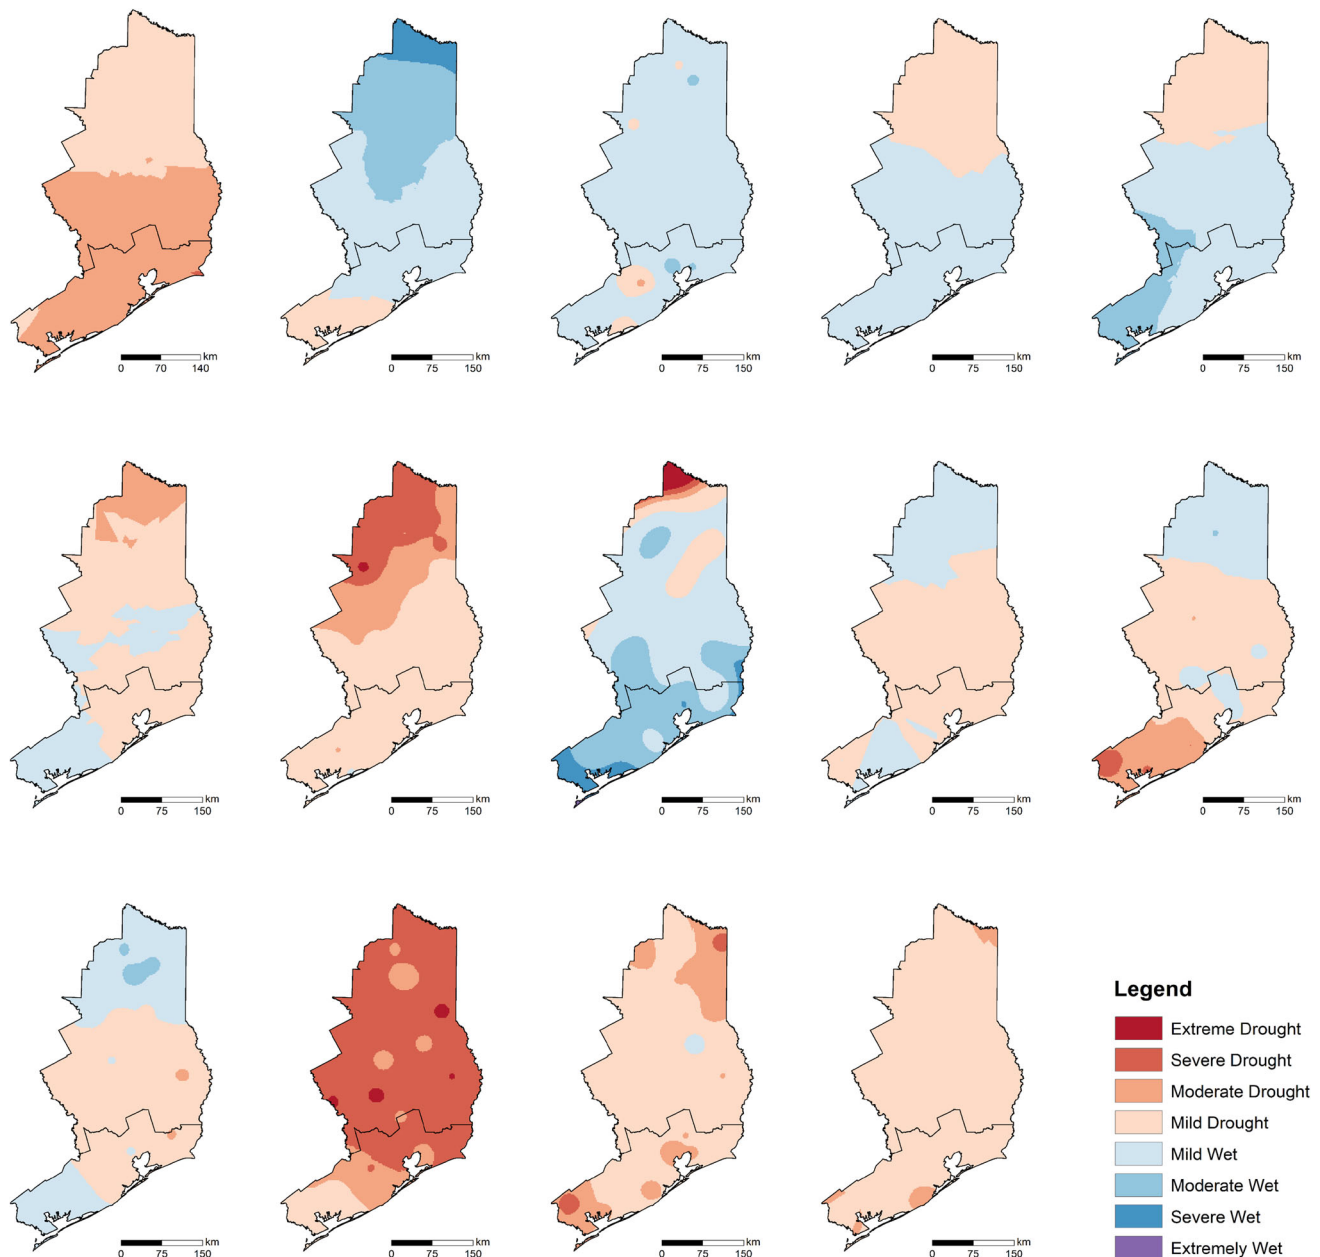 km km km km km
0 70 140 0 75 150 0 75 150 0 75 150 0 75 150
km km km km km
0 75 150 0 75 150 0 75 150 0 75 150 0 75 150
Legend
Extreme Drought
Severe Drought
Moderate Drought
Mild Drought
Mild Wet
Moderate Wet
Severe Wet
Extremely Wet
km km km km
0 75 150 0 75 150 0 75 150 0 75 150